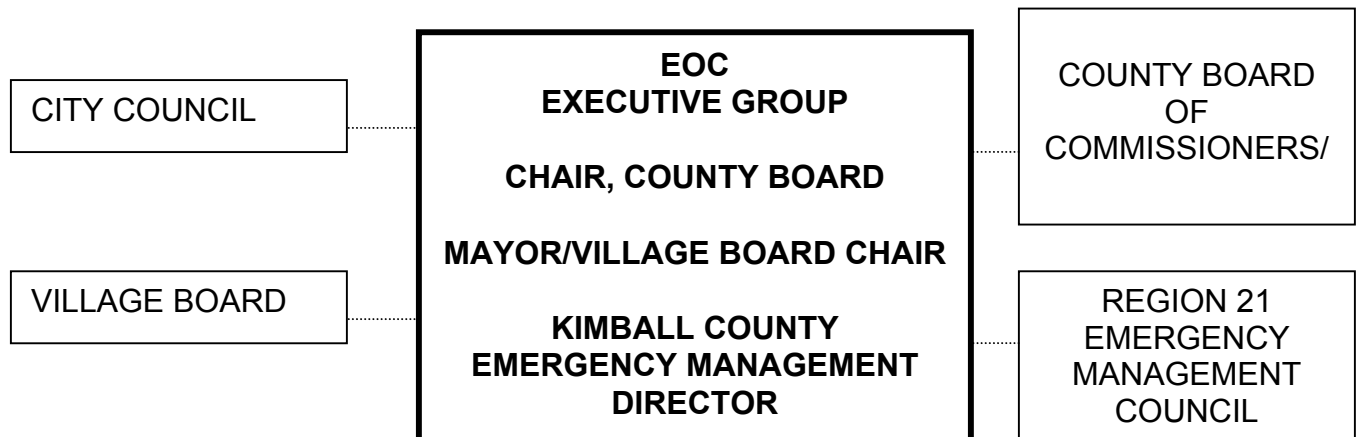 CITY COUNCIL
VILLAGE BOARD
EOC
EXECUTIVE GROUP
CHAIR, COUNTY BOARD
MAYOR/VILLAGE BOARD CHAIR
KIMBALL COUNTY
EMERGENCY MANAGEMENT
DIRECTOR
COUNTY BOARD
OF
COMMISSIONERS/
REGION 21
EMERGENCY
MANAGEMENT
COUNCIL